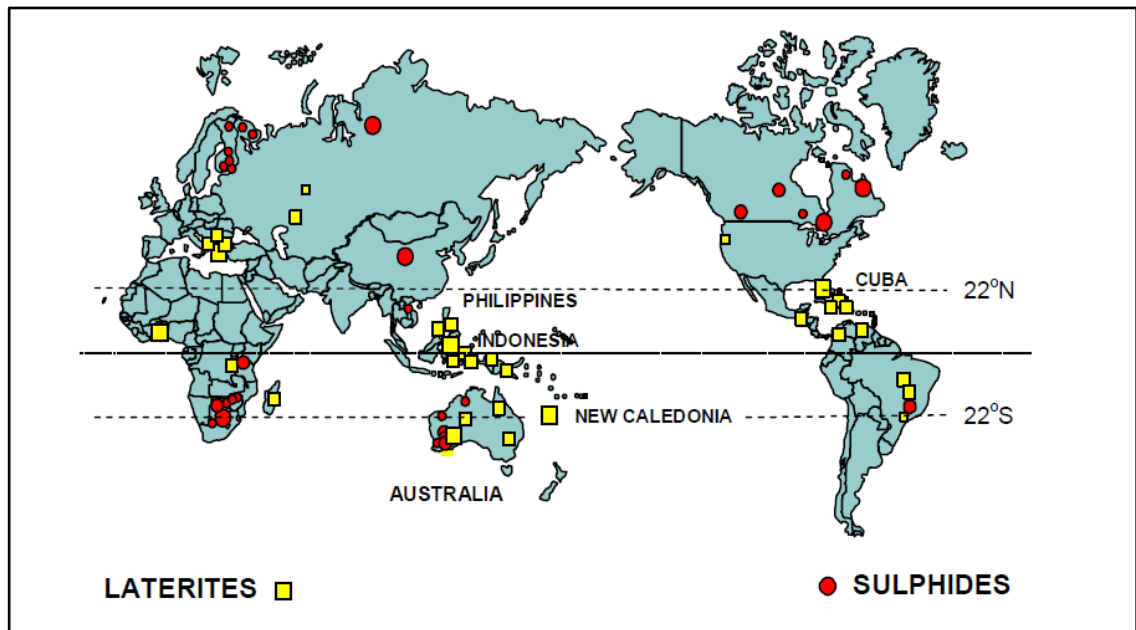 CUBA
22°N
PHILIPPINES
INDONESIA
NEW CALEDONIA
22°S
AUSTRALIA
LATERITES
SULPHIDES